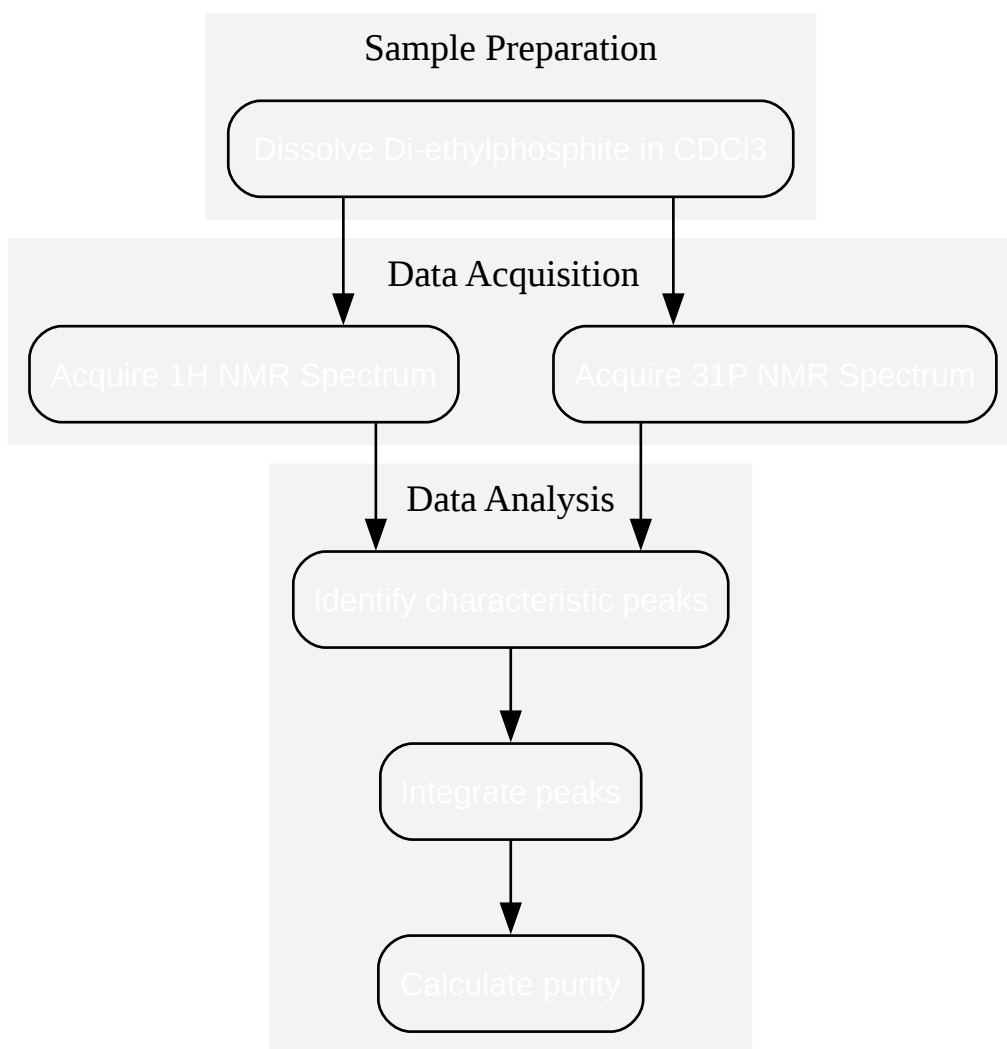 Sample Preparation
Dissolve Di-ethylphosphite in CDCl3
Data Acquisition
Acquire 1H NMR Spectrum
Acquire 31P NMR Spectrum
Data Analysis
Identify characteristic peaks
Integrate peaks
Calculate purity